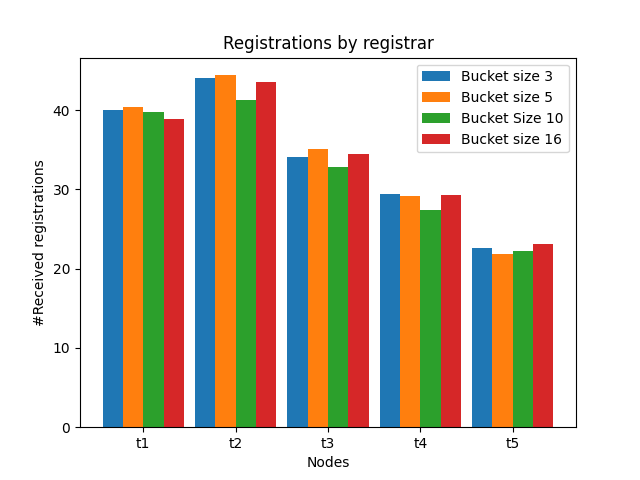 Registrations by registrar
Bucket size 3
Bucket size 5
Bucket Size 10
Bucket size 16
#Received registrations
40
30
20
10
0
t1 t2 t3 t4 t5
Nodes